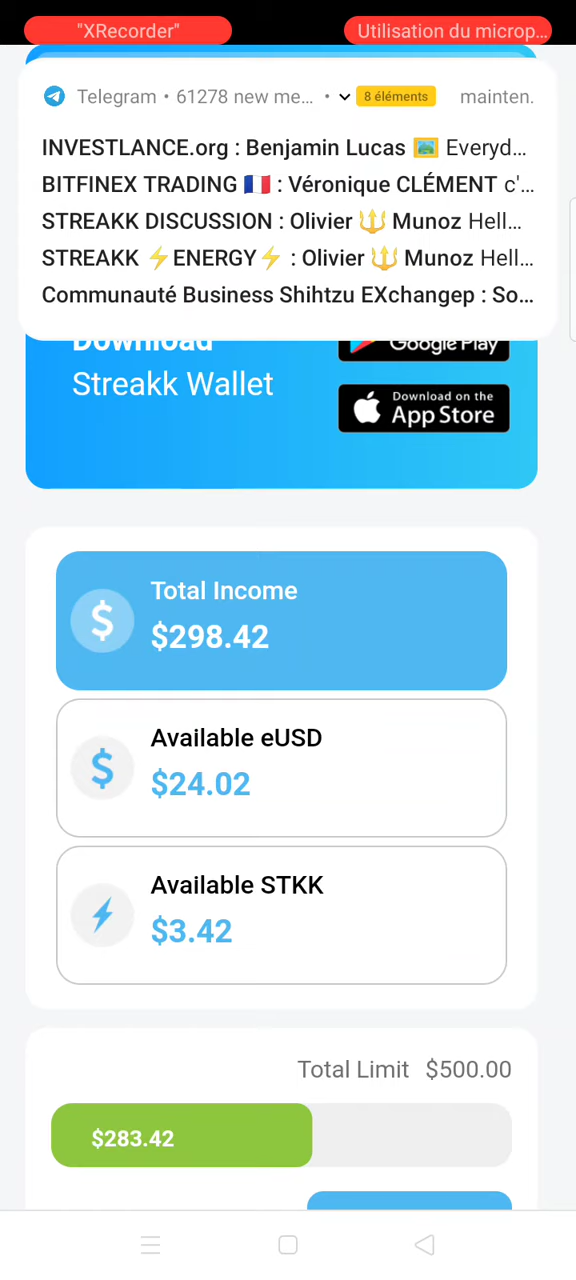 "XRecorder"
Utilisation du microp...
Telegram • 61278 new me... • 8 éléments mainten.
INVESTLANCE.org : Benjamin Lucas 🖼️ Everyd...
BITFINEX TRADING 🇫🇷 : Véronique CLÉMENT c'...
STREAKK DISCUSSION : Olivier 🔱 Munoz Hell...
STREAKK ⚡ENERGY⚡ : Olivier 🔱 Munoz Hell...
Communauté Business Shihtzu EXchangep : So...
Download
Streakk Wallet
Google Play
Download on the
App Store
Total Income
$298.42
Available eUSD
$24.02
Available STKK
$3.42
Total Limit $500.00
$283.42